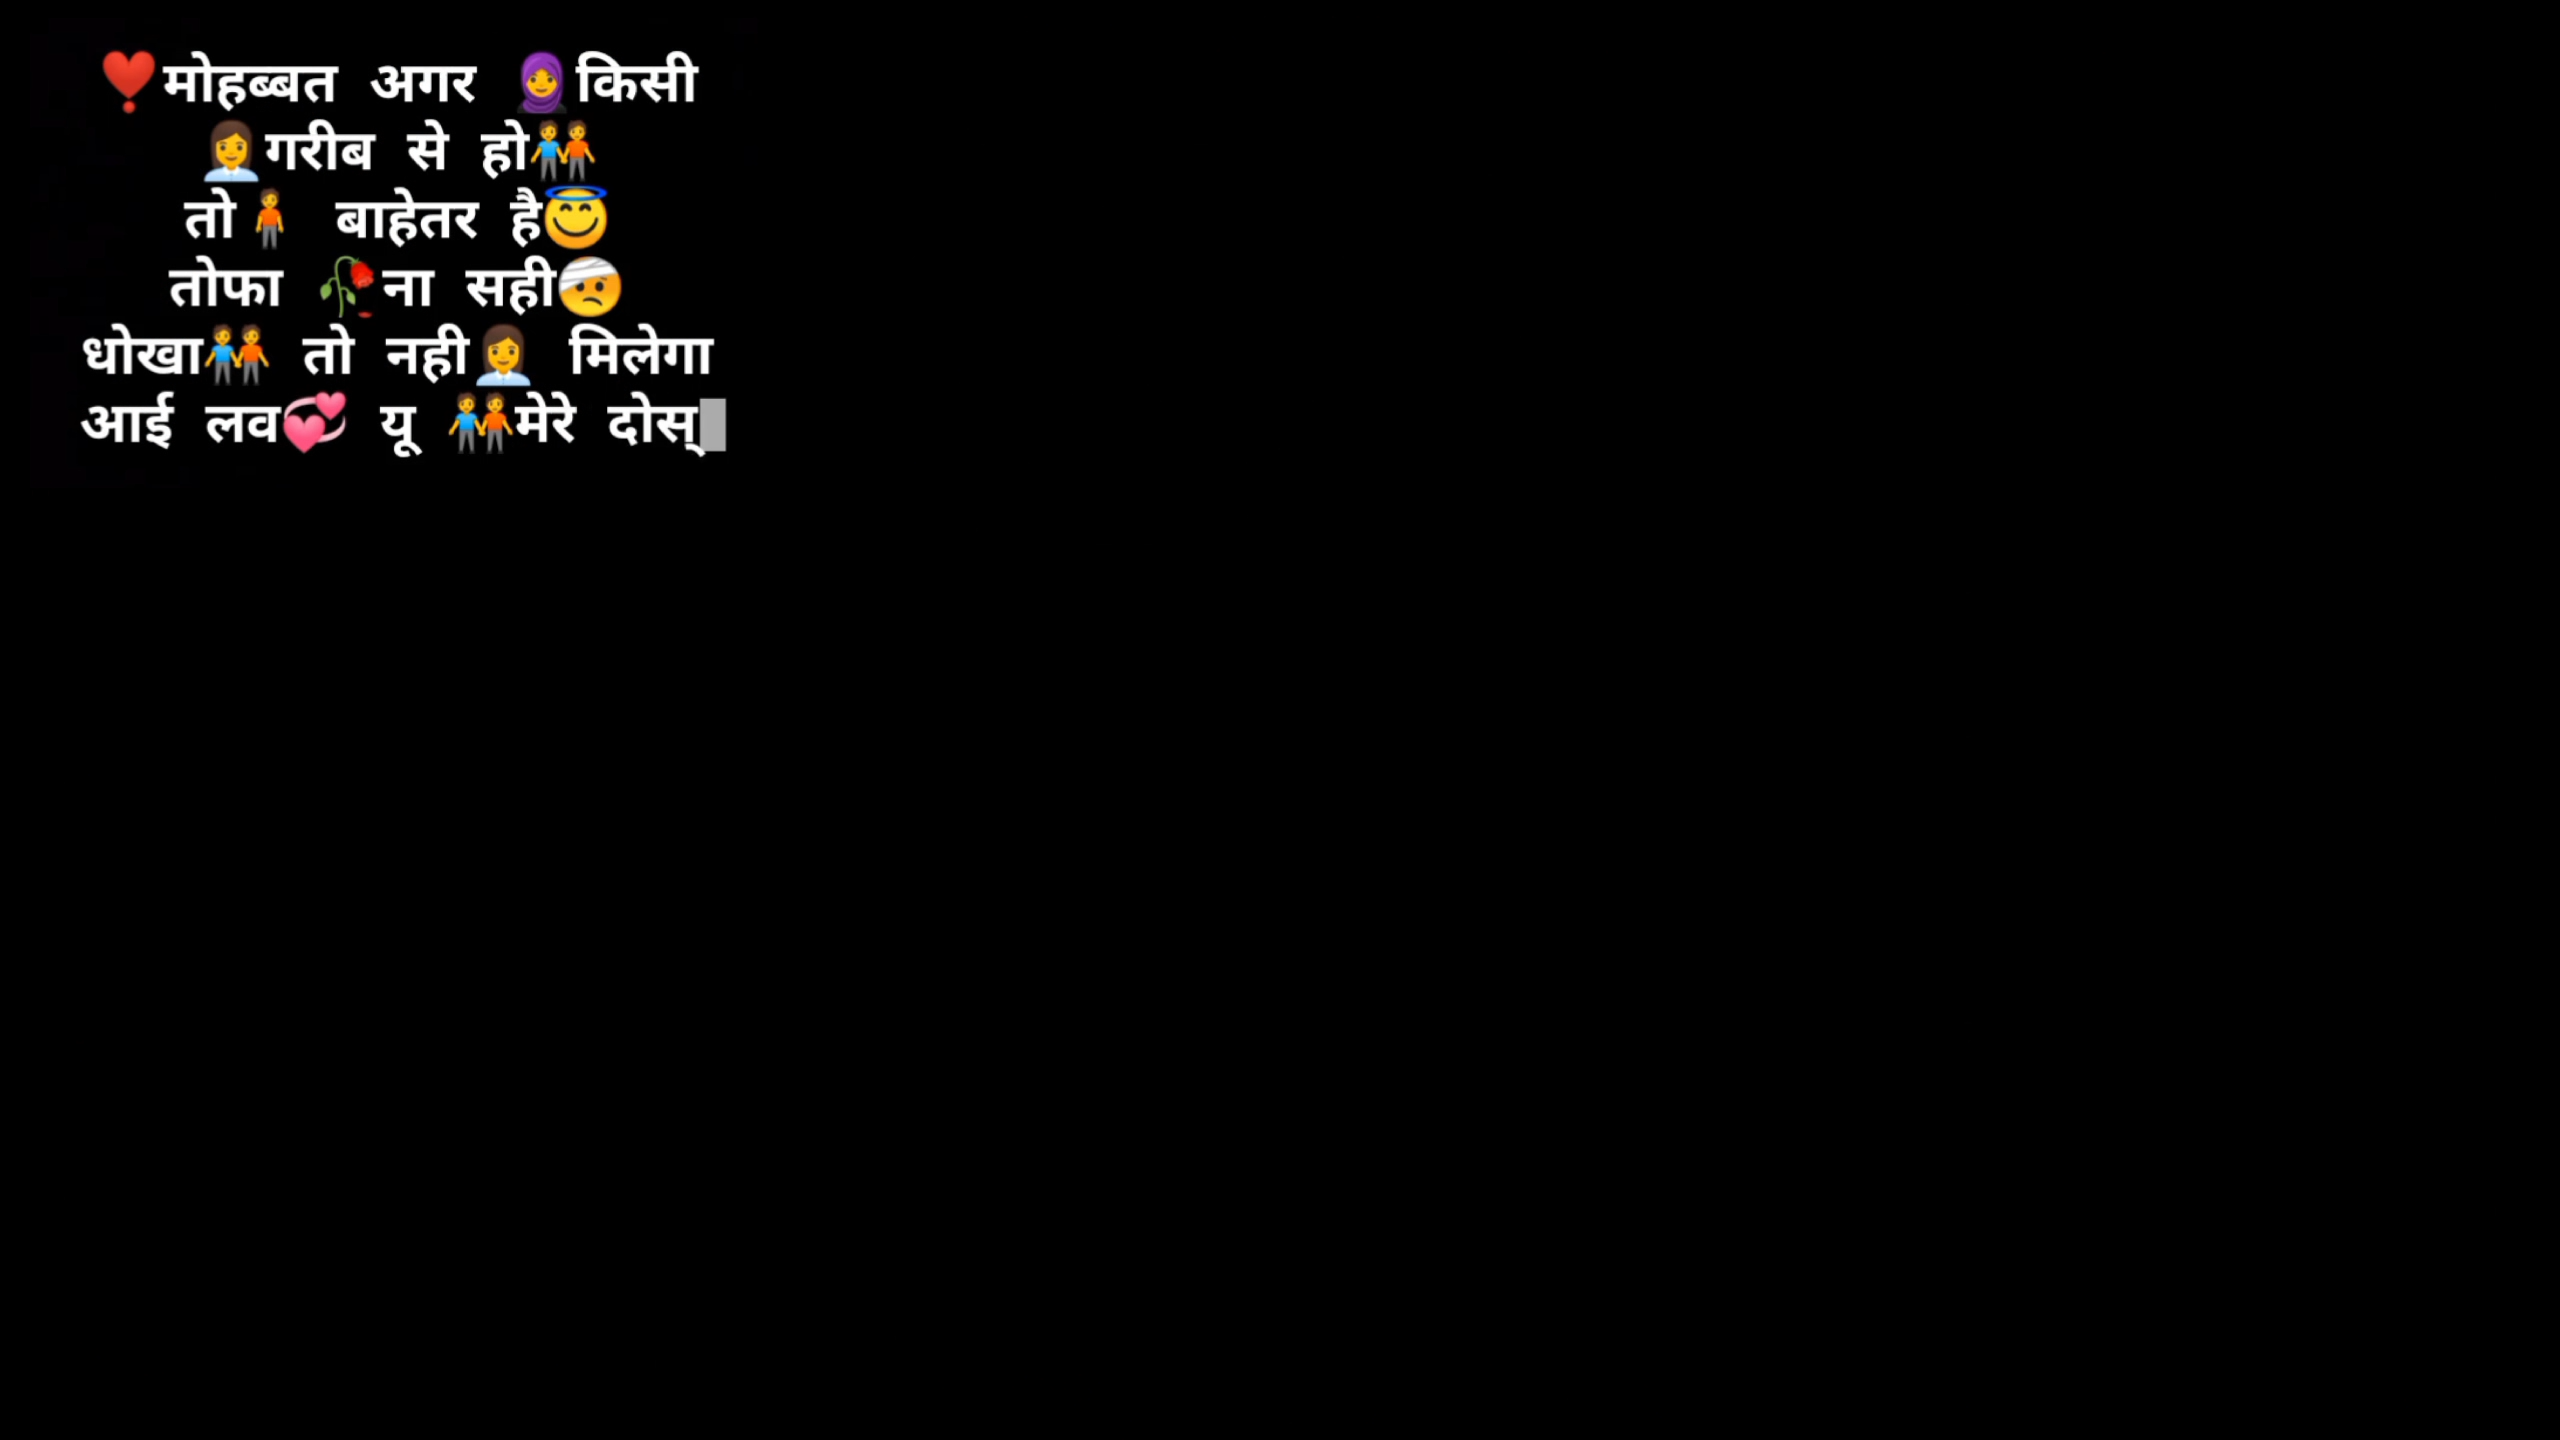 ❣️मोहब्बत अगर 🧕किसी
👩‍💼गरीब से हो🧑‍🤝‍🧑
तो🧍 बाहेतर है😇
तोफा 🥀ना सही🤕
धोखा🧑‍🤝‍🧑 तो नही👩‍💼 मिलेगा
आई लव💞 यू 🧑‍🤝‍🧑मेरे दोस्